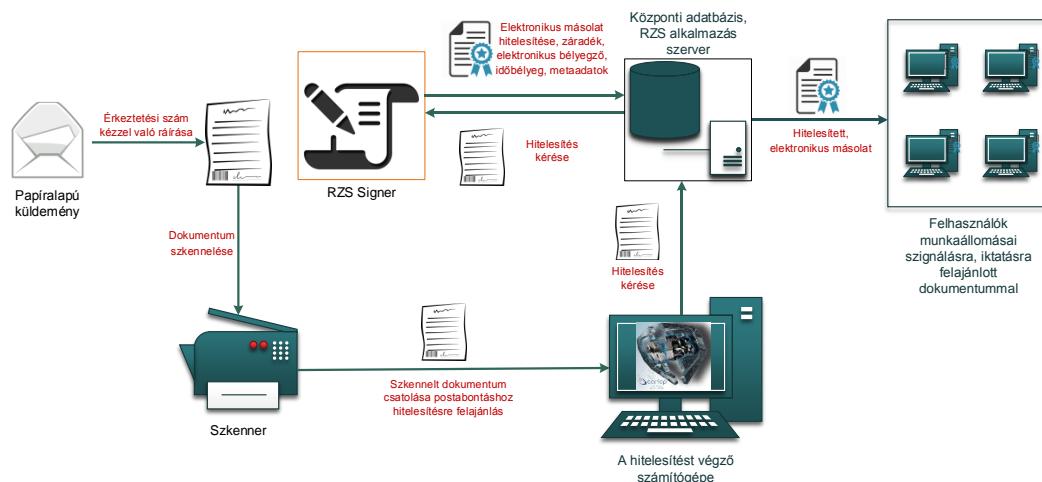 Elektronikus másolat
hitelesítése, záradék,
elektronikus bélyegző,
időbélyeg, metaadatok
Központi adatbázis,
RZS alkalmazás
szerver
Érkeztetési szám
kézzel való ráírása
Hitelesítés
kérése
Hitelesített,
elektronikus másolat
Papíralapú
küldemény
RZS Signer
Dokumentum
szkennelése
Hitelesítés
kérése
Felhasználók
munkaállomásai
szignálásra, iktatásra
felajánlott
dokumentummal
Szkennelt dokumentum
csatolása postabontáshoz
hitelesítésre felajánlás
Szkenner
A hitelesítést végző
számítógépe